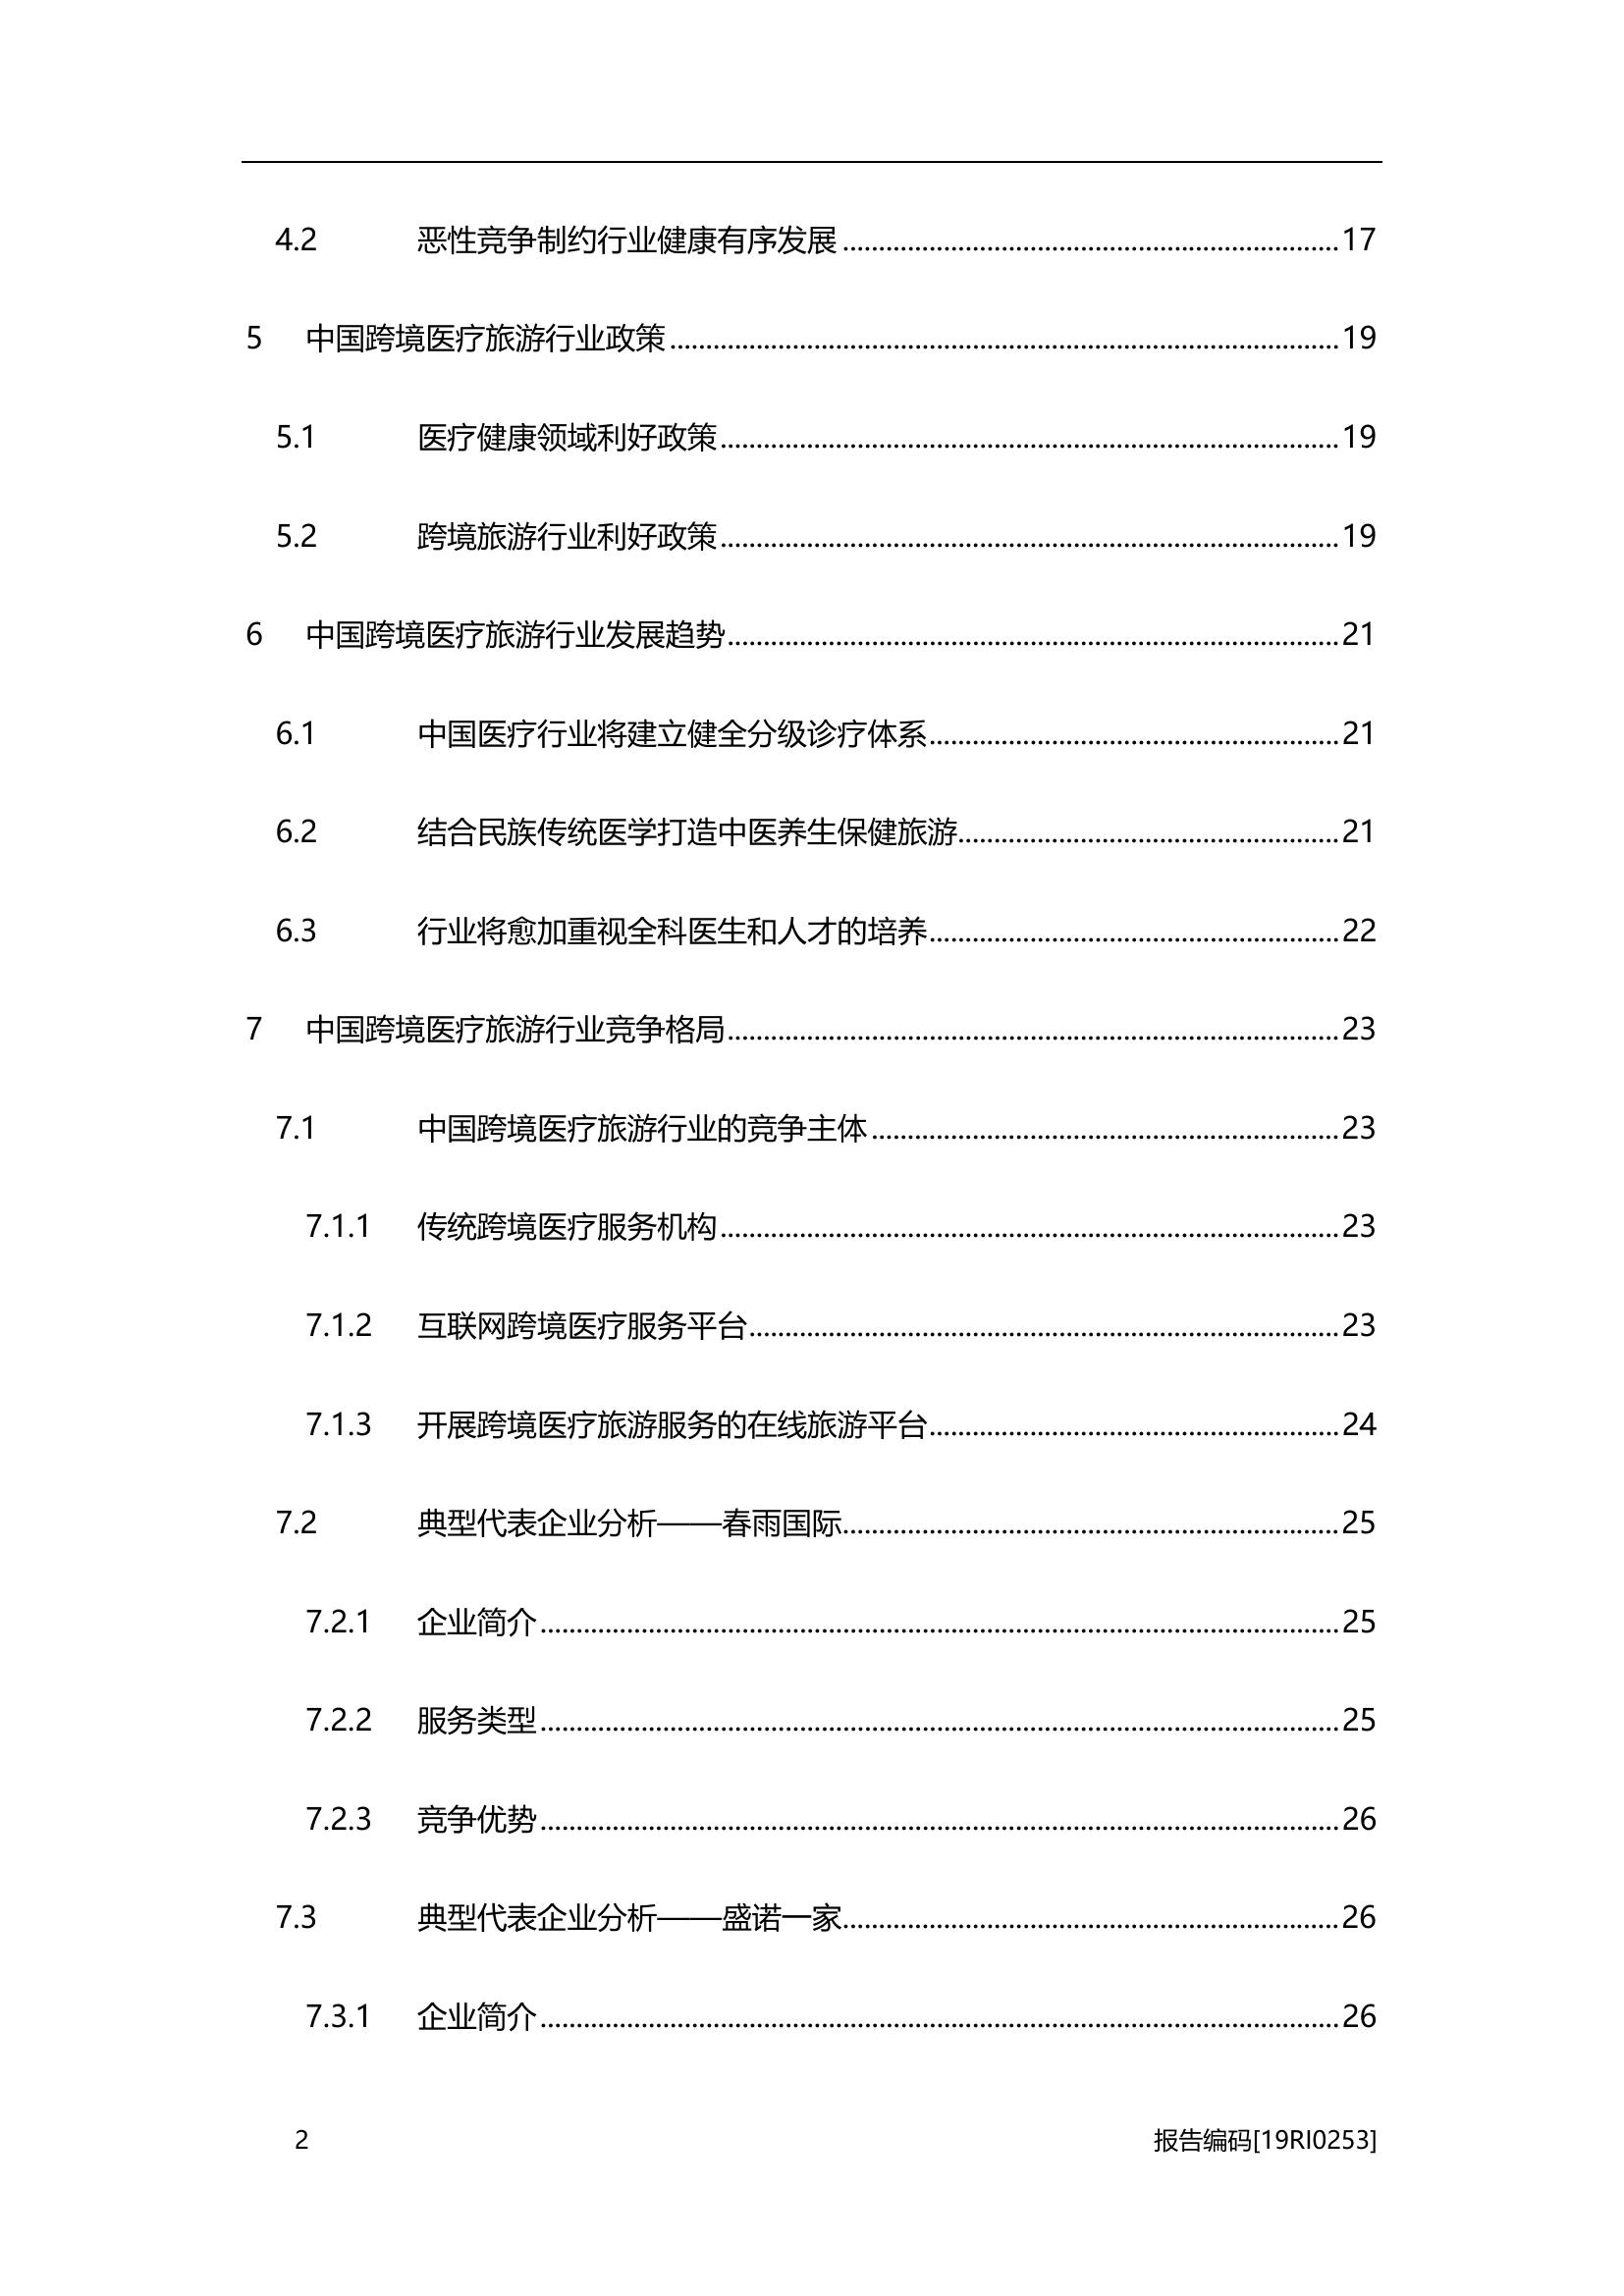 4.2 恶性竞争制约行业健康有序发展 ........ 17
5 中国跨境医疗旅游行业政策 ........ 19
5.1 医疗健康领域利好政策 ........ 19
5.2 跨境旅游行业利好政策 ........ 19
6 中国跨境医疗旅游行业发展趋势 ........ 21
6.1 中国医疗行业将建立健全分级诊疗体系 ........ 21
6.2 结合民族传统医学打造中医养生保健旅游 ........ 21
6.3 行业将愈加重视全科医生和人才的培养 ........ 22
7 中国跨境医疗旅游行业竞争格局 ........ 23
7.1 中国跨境医疗旅游行业的竞争主体 ........ 23
7.1.1 传统跨境医疗服务机构 ........ 23
7.1.2 互联网跨境医疗服务平台 ........ 23
7.1.3 开展跨境医疗旅游服务的在线旅游平台 ........ 24
7.2 典型代表企业分析——春雨国际 ........ 25
7.2.1 企业简介 ........ 25
7.2.2 服务类型 ........ 25
7.2.3 竞争优势 ........ 26
7.3 典型代表企业分析——盛诺一家 ........ 26
7.3.1 企业简介 ........ 26
2 报告编码[19RI0253]